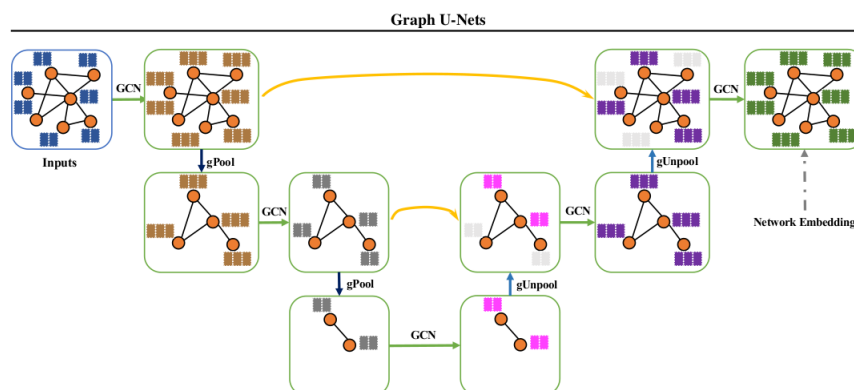 Graph U-Nets
GCN
GCN
Inputs
gPool
gUnpool
GCN
GCN
Network Embedding
gPool
gUnpool
GCN